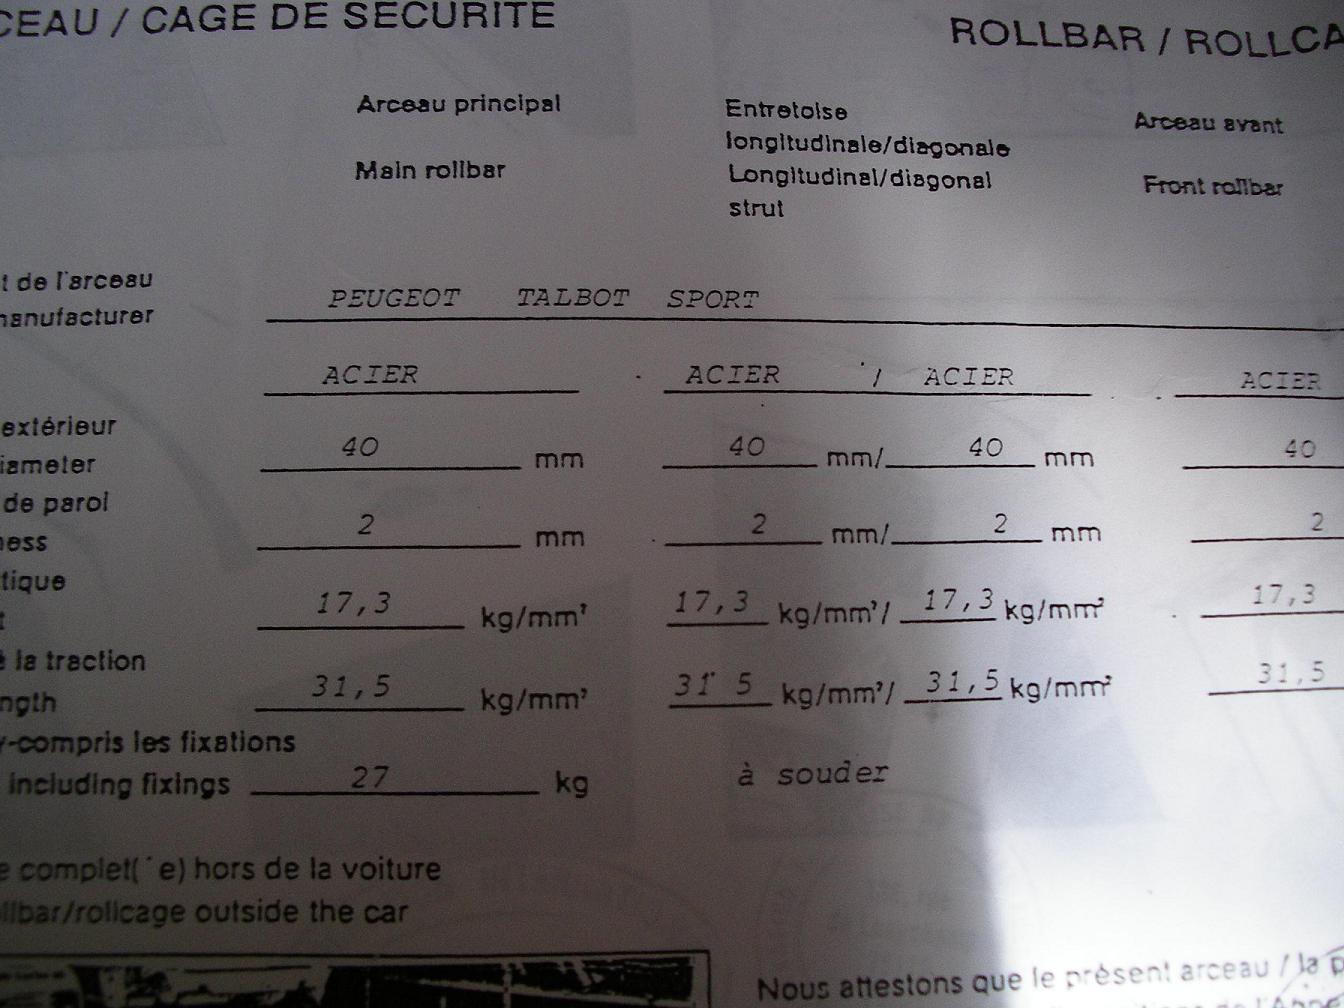 CEAU / CAGE DE SECURITE
ROLLBAR / ROLLCA
Arceau principal
Main rollbar
Entretoise
longitudinale/diagonale
Longitudinal/diagonal
strut
Arceau avant
Front rollbar
t de l'arceau
manufacturer
PEUGEOT TALBOT SPORT
ACIER ACIER / ACIER ACIER
extérieur
iameter
40 mm 40 mm/ 40 mm 40
de paroi
ness
2 mm 2 mm/ 2 mm 2
tique
t
17,3 kg/mm² 17,3 kg/mm²/ 17,3 kg/mm² 17,3
à la traction
ngth
31,5 kg/mm² 31 5 kg/mm²/ 31,5 kg/mm² 31,5
y-compris les fixations
including fixings 27 kg
à souder
e complet(´e) hors de la voiture
llbar/rollcage outside the car
Nous attestons que le présent arceau / la p